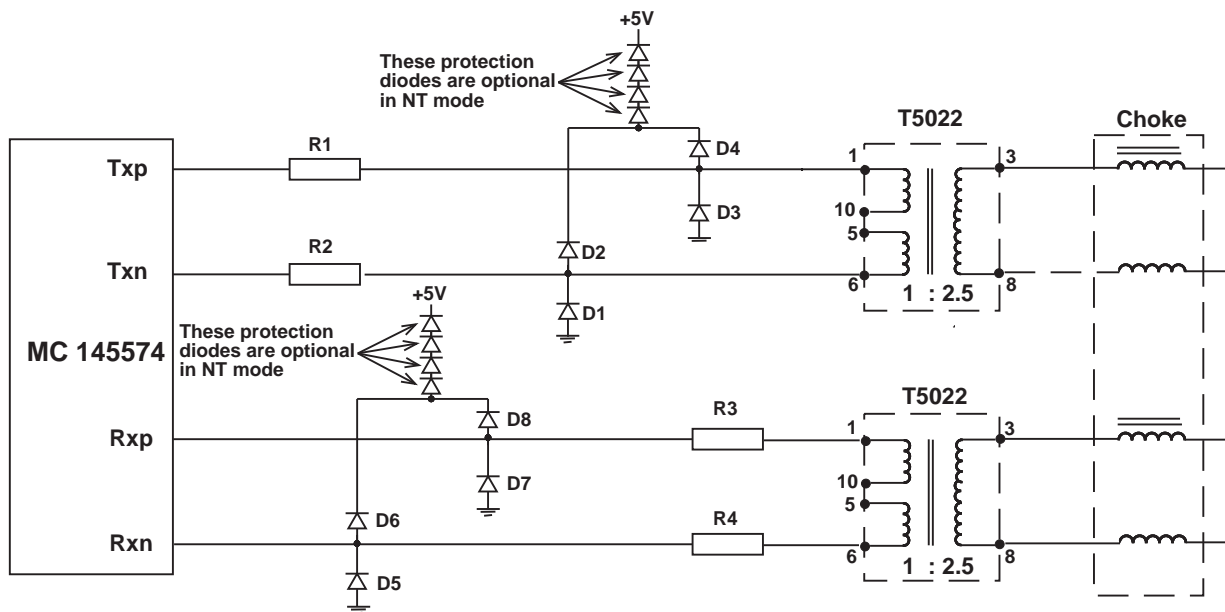 +5V
These protection
diodes are optional
in NT mode
T5022
Choke
Txp
R1
D4
1
3
D3
10
5
Txn
R2
D2
6
8
1 : 2.5
+5V
D1
These protection
diodes are optional
in NT mode
MC 145574
T5022
R3
D8
1
3
Rxp
D7
10
5
D6
R4
Rxn
6
8
1 : 2.5
D5